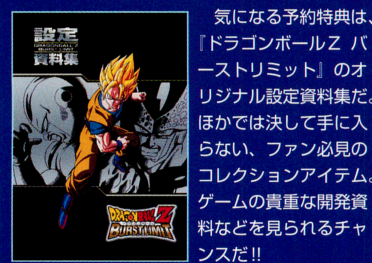 設定
DRAGONBALL Z
BURST LIMIT
資料集
DRAGON BALL Z
BURST LIMIT
気になる予約特典は、
『ドラゴンボールZ バ
ーストリミット』のオ
リジナル設定資料集だ。
ほかでは決して手に入
らない、ファン必見の
コレクションアイテム。
ゲームの貴重な開発資
料などを見られるチャ
ンスだ!!